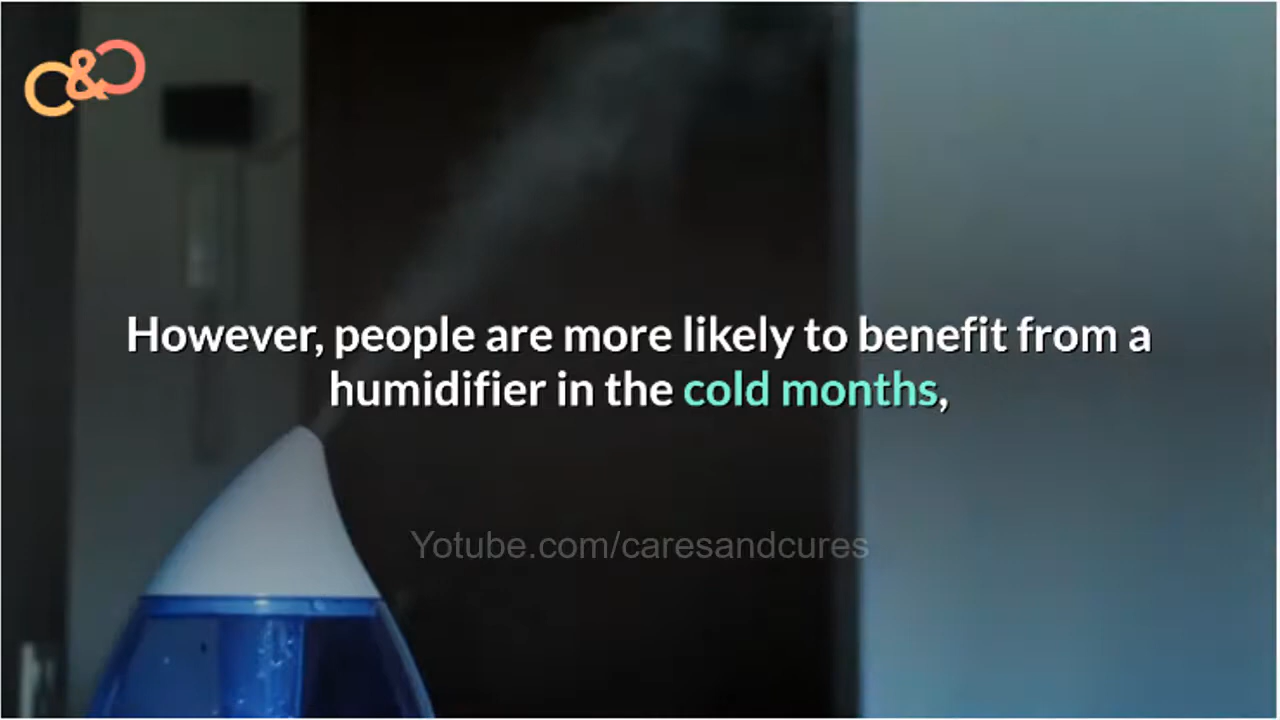 C&C
However, people are more likely to benefit from a
humidifier in the cold months,
Yotube.com/caresandcures